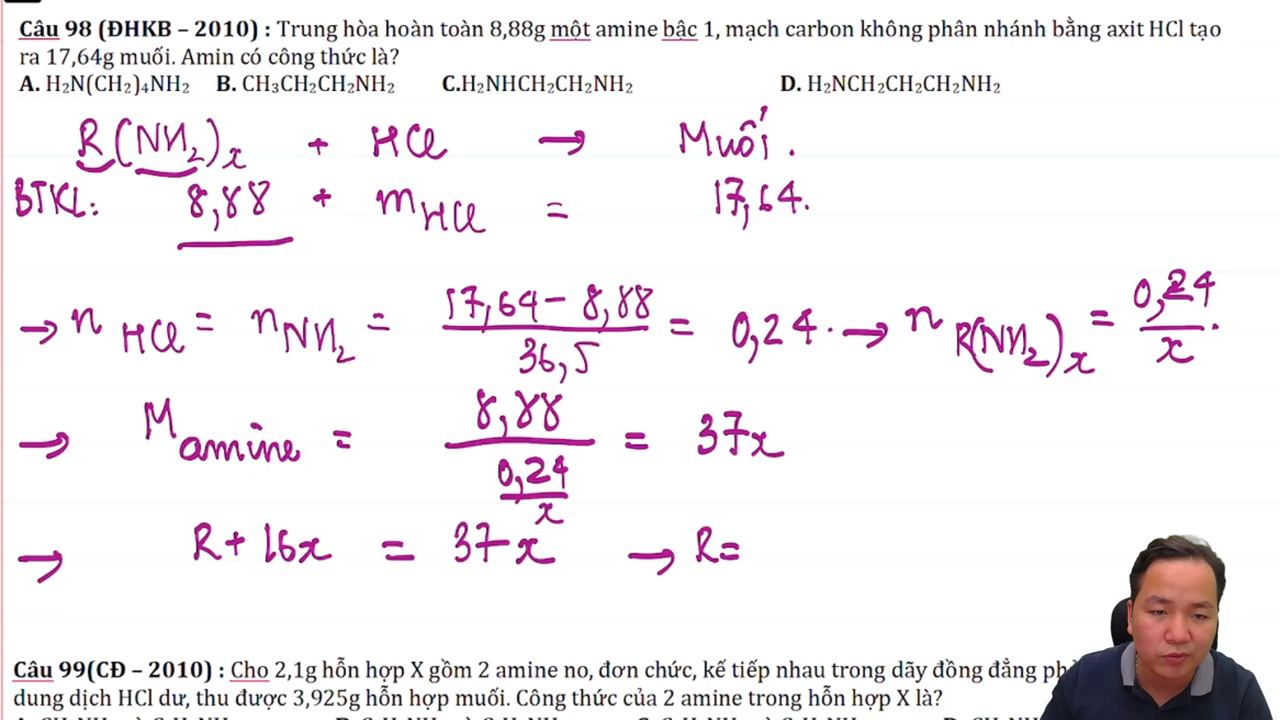 Câu 98 (ĐHKB – 2010) : Trung hòa hoàn toàn 8,88g một amine bậc 1, mạch carbon không phân nhánh bằng axit HCl tạo
ra 17,64g muối. Amin có công thức là?
A. H₂N(CH₂)₄NH₂ B. CH₃CH₂CH₂NH₂ C.H₂NHCH₂CH₂NH₂ D. H₂NCH₂CH₂CH₂NH₂
R(NH₂)ₓ + HCl → Muối.
BTKL: 8,88 + mHCl = 17,64.
→ n HCl = nNH₂ = 17,64 – 8,88 / 36,5 = 0,24. → n R(NH₂)ₓ = 0,24 / x.
→ M amine = 8,88 / 0,24 / x = 37x
→ R + 16x = 37x → R=
Câu 99(CĐ – 2010) : Cho 2,1g hỗn hợp X gồm 2 amine no, đơn chức, kế tiếp nhau trong dãy đồng đẳng
dung dịch HCl dư, thu được 3,925g hỗn hợp muối. Công thức của 2 amine trong hỗn hợp X là?